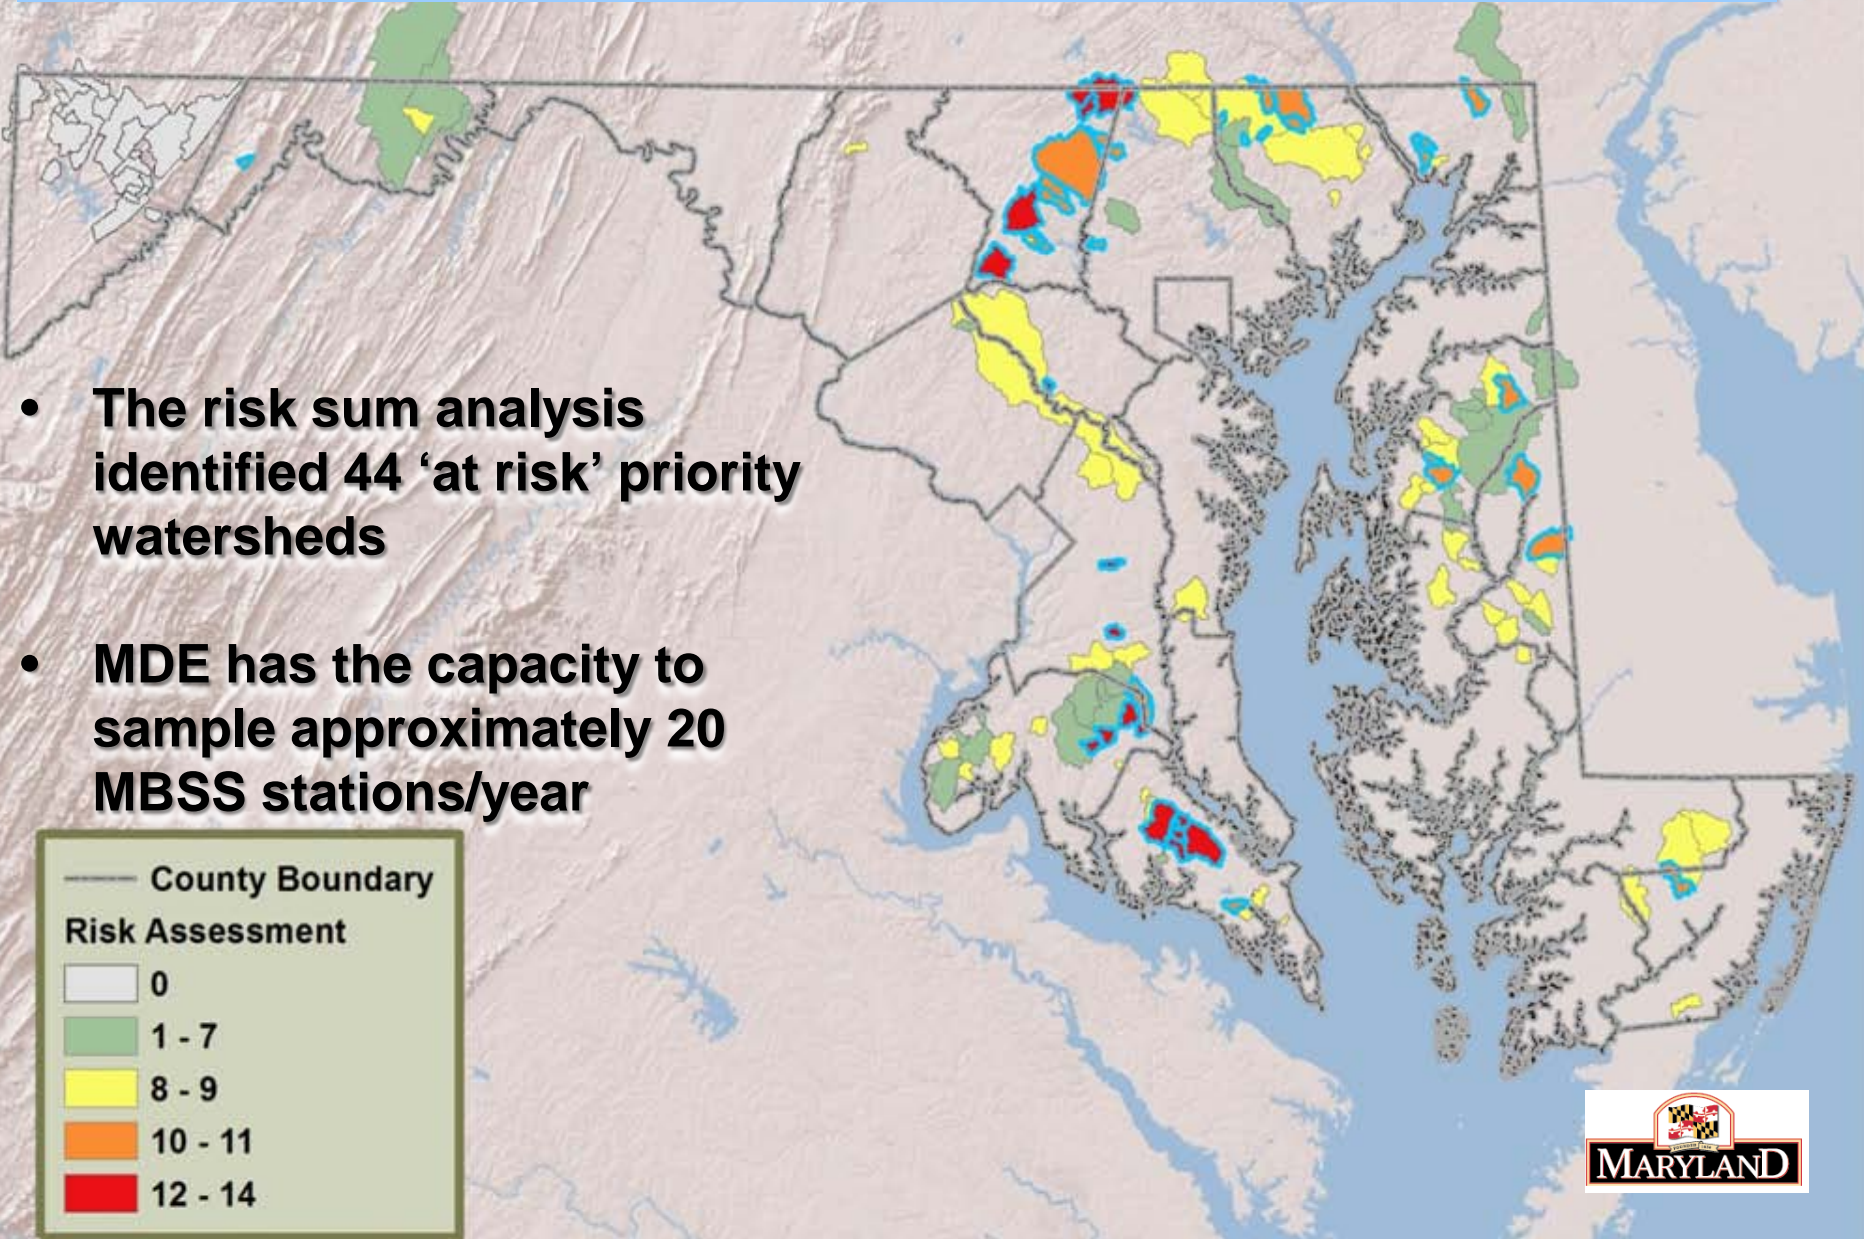 • The risk sum analysis
identified 44 ‘at risk’ priority
watersheds
• MDE has the capacity to
sample approximately 20
MBSS stations/year
County Boundary
Risk Assessment
0
1 - 7
8 - 9
10 - 11
12 - 14
MARYLAND